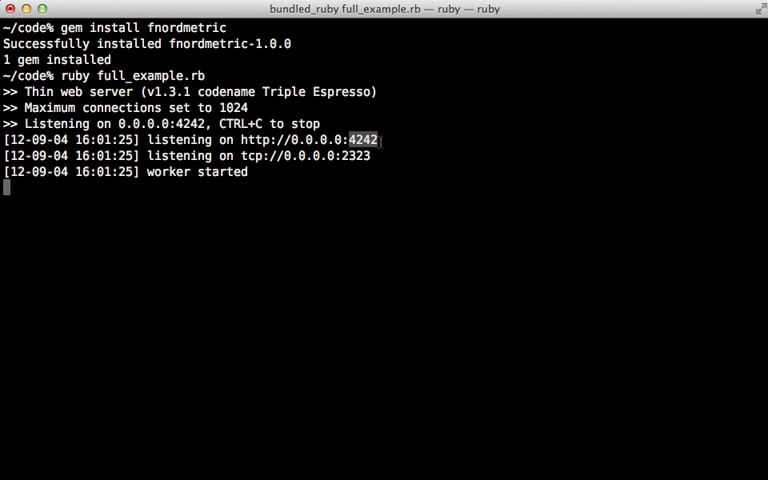 bundled_ruby full_example.rb — ruby — ruby
~/code% gem install fnordmetric
Successfully installed fnordmetric-1.0.0
1 gem installed
~/code% ruby full_example.rb
>> Thin web server (v1.3.1 codename Triple Espresso)
>> Maximum connections set to 1024
>> Listening on 0.0.0.0:4242, CTRL+C to stop
[12-09-04 16:01:25] listening on http://0.0.0.0:4242
[12-09-04 16:01:25] listening on tcp://0.0.0.0:2323
[12-09-04 16:01:25] worker started